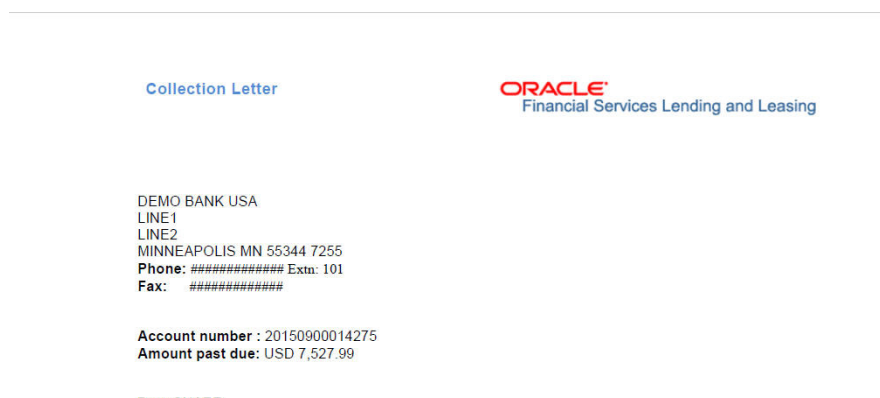 Collection Letter
ORACLE®
Financial Services Lending and Leasing
DEMO BANK USA
LINE1
LINE2
MINNEAPOLIS MN 55344 7255
Phone: ############# Extn: 101
Fax: #############
Account number : 20150900014275
Amount past due: USD 7,527.99